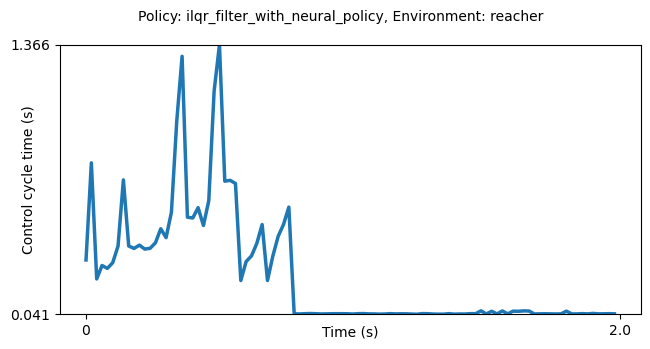 Policy: ilqr_filter_with_neural_policy, Environment: reacher
1.366
Control cycle time (s)
0.041
0
Time (s)
2.0